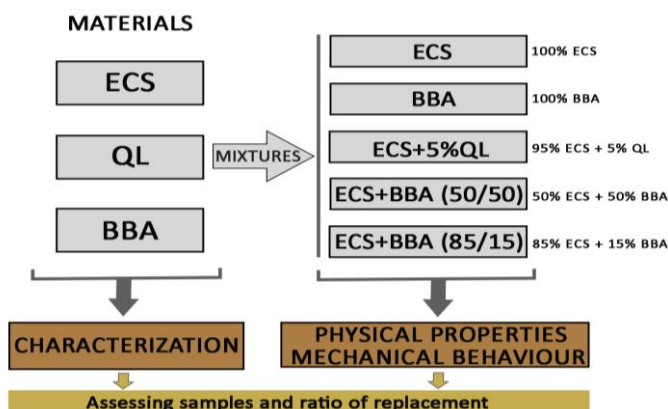 MATERIALS
ECS
QL
BBA
MIXTURES
ECS
100% ECS
BBA
100% BBA
ECS+5%QL
95% ECS + 5% QL
ECS+BBA (50/50)
50% ECS + 50% BBA
ECS+BBA (85/15)
85% ECS + 15% BBA
CHARACTERIZATION
PHYSICAL PROPERTIES
MECHANICAL BEHAVIOUR
Assessing samples and ratio of replacement